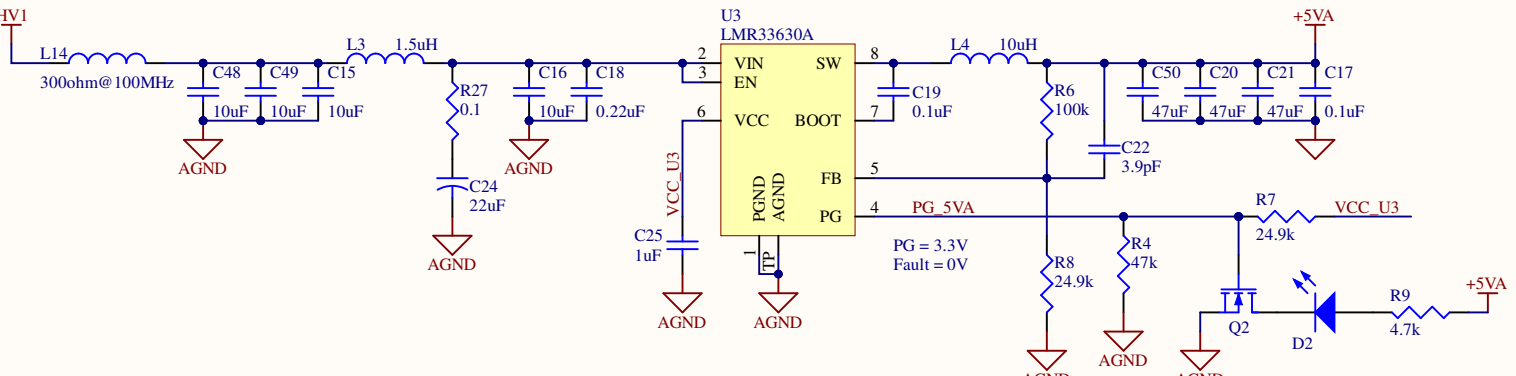 HV1
L14
300ohm@100MHz
C48
10uF
C49
10uF
C15
10uF
AGND
L3
1.5uH
R27
0.1
C24
22uF
AGND
C16
10uF
C18
0.22uF
AGND
U3
LMR33630A
2
VIN
3
EN
6
VCC
VCC_U3
C25
1uF
AGND
PGND
AGND
1
TP
AGND
SW
8
BOOT
7
FB
5
PG
4
C19
0.1uF
L4
10uH
R6
100k
C22
3.9pF
C50
47uF
C20
47uF
C21
47uF
C17
0.1uF
+5VA
PG_5VA
PG = 3.3V
Fault = 0V
R8
24.9k
AGND
R4
47k
AGND
R7
24.9k
VCC_U3
Q2
AGND
D2
R9
4.7k
+5VA